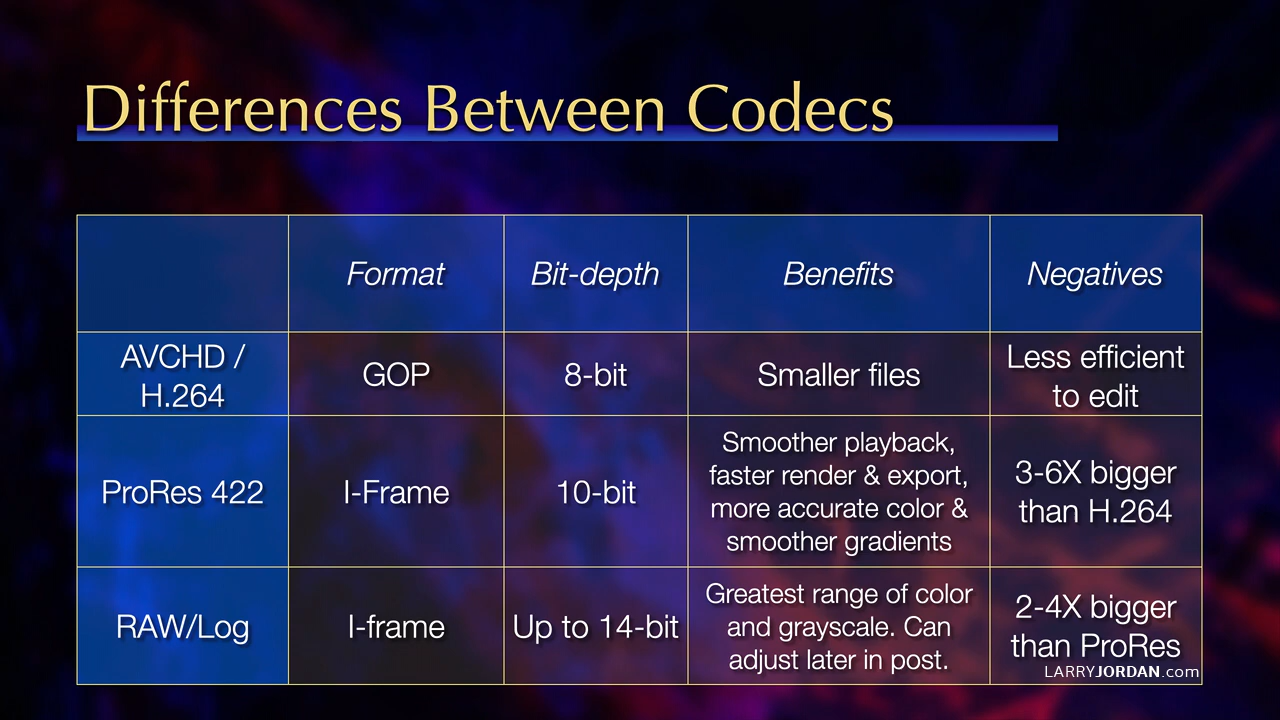 Differences Between Codecs
Format
Bit-depth
Benefits
Negatives
AVCHD /
H.264
GOP
8-bit
Smaller files
Less efficient
to edit
ProRes 422
I-Frame
10-bit
Smoother playback,
faster render & export,
more accurate color &
smoother gradients
3-6X bigger
than H.264
RAW/Log
I-frame
Up to 14-bit
Greatest range of color
and grayscale. Can
adjust later in post.
2-4X bigger
than ProRes
LARRYJORDAN.com